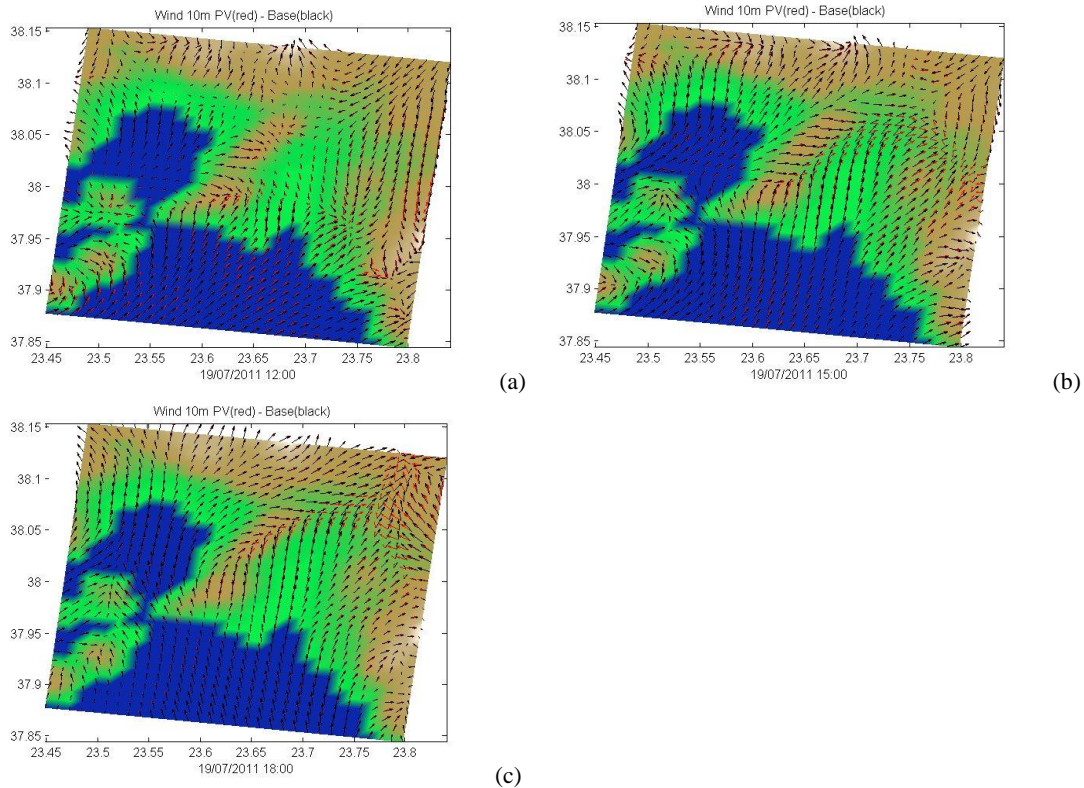 Wind 10m PV(red) - Base(black)
38.15
38.1
38.05
38
37.95
37.9
37.85
23.45 23.5 23.55 23.6 23.65 23.7 23.75 23.8
19/07/2011 12:00
(a)
Wind 10m PV(red) - Base(black)
38.15
38.1
38.05
38
37.95
37.9
37.85
23.45 23.5 23.55 23.6 23.65 23.7 23.75 23.8
19/07/2011 15:00
(b)
Wind 10m PV(red) - Base(black)
38.15
38.1
38.05
38
37.95
37.9
37.85
23.45 23.5 23.55 23.6 23.65 23.7 23.75 23.8
19/07/2011 18:00
(c)